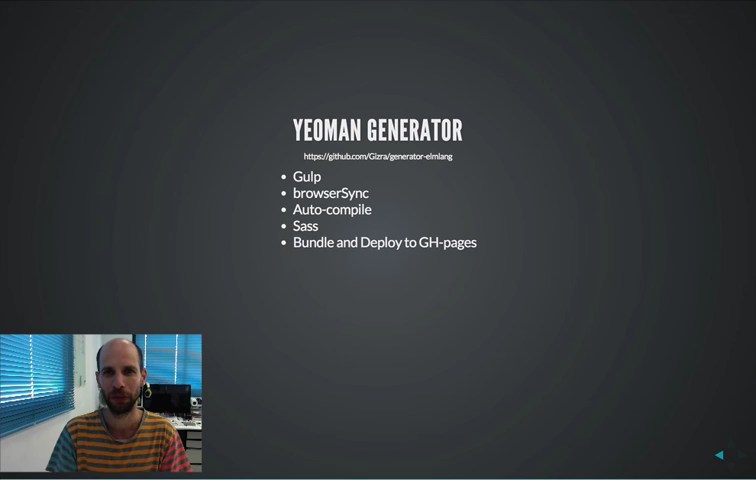 YEOMAN GENERATOR
https://github.com/Gizra/generator-elmlang
Gulp
browserSync
Auto-compile
Sass
Bundle and Deploy to GH-pages